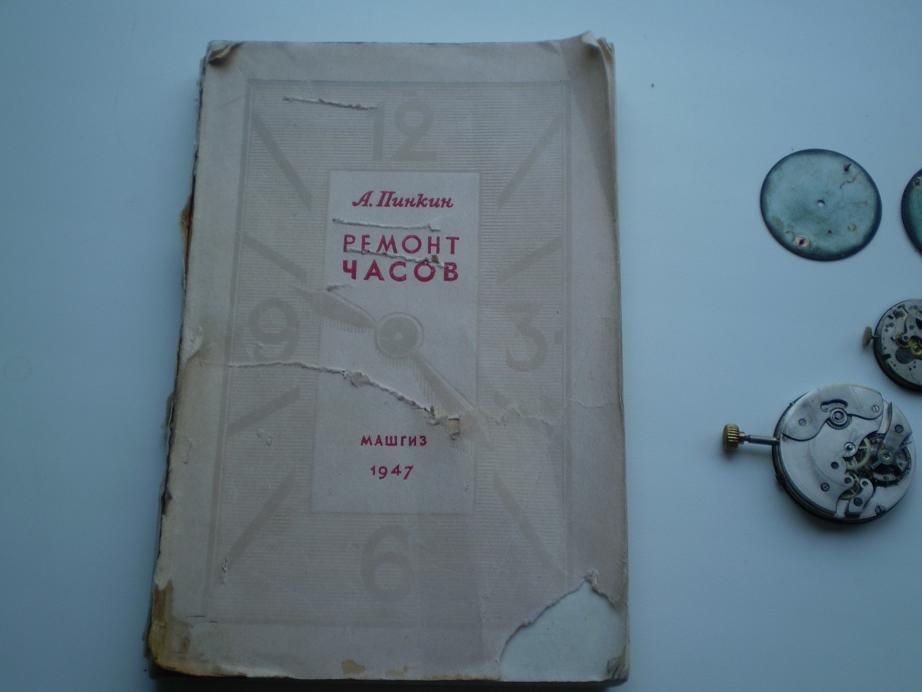 12
А. Пинкин
РЕМОНТ
ЧАСОВ
9 3
МАШГИЗ
1947
6